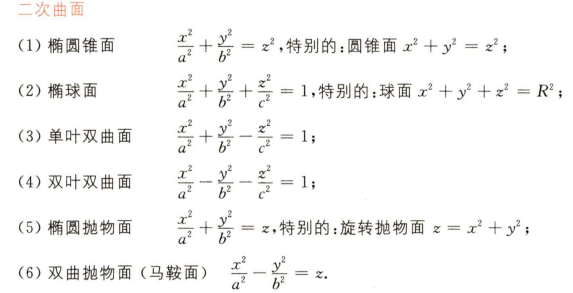 二次曲面
(1) 椭圆锥面 $\frac{x^2}{a^2}+\frac{y^2}{b^2}=z^2$,特别的:圆锥面 $x^2+y^2=z^2$;
(2) 椭球面 $\frac{x^2}{a^2}+\frac{y^2}{b^2}+\frac{z^2}{c^2}=1$,特别的:球面 $x^2+y^2+z^2=R^2$;
(3) 单叶双曲面 $\frac{x^2}{a^2}+\frac{y^2}{b^2}-\frac{z^2}{c^2}=1$;
(4) 双叶双曲面 $\frac{x^2}{a^2}-\frac{y^2}{b^2}-\frac{z^2}{c^2}=1$;
(5) 椭圆抛物面 $\frac{x^2}{a^2}+\frac{y^2}{b^2}=z$,特别的:旋转抛物面 $z=x^2+y^2$;
(6) 双曲抛物面(马鞍面) $\frac{x^2}{a^2}-\frac{y^2}{b^2}=z$.